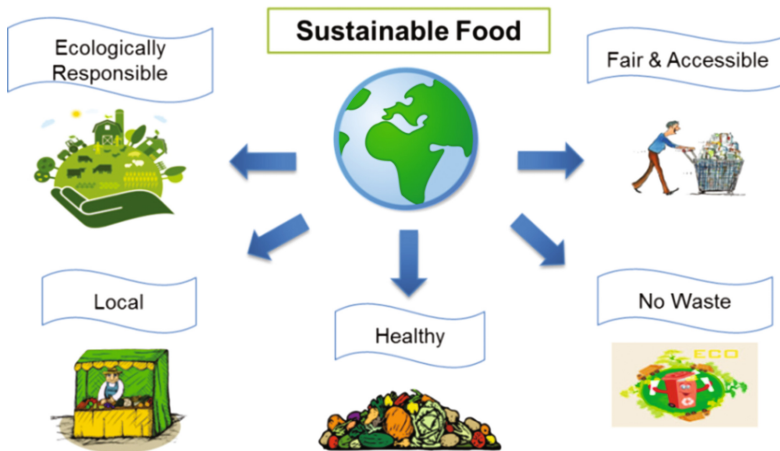 Sustainable Food
Ecologically
Responsible
Fair & Accessible
Local
Healthy
No Waste
ECO